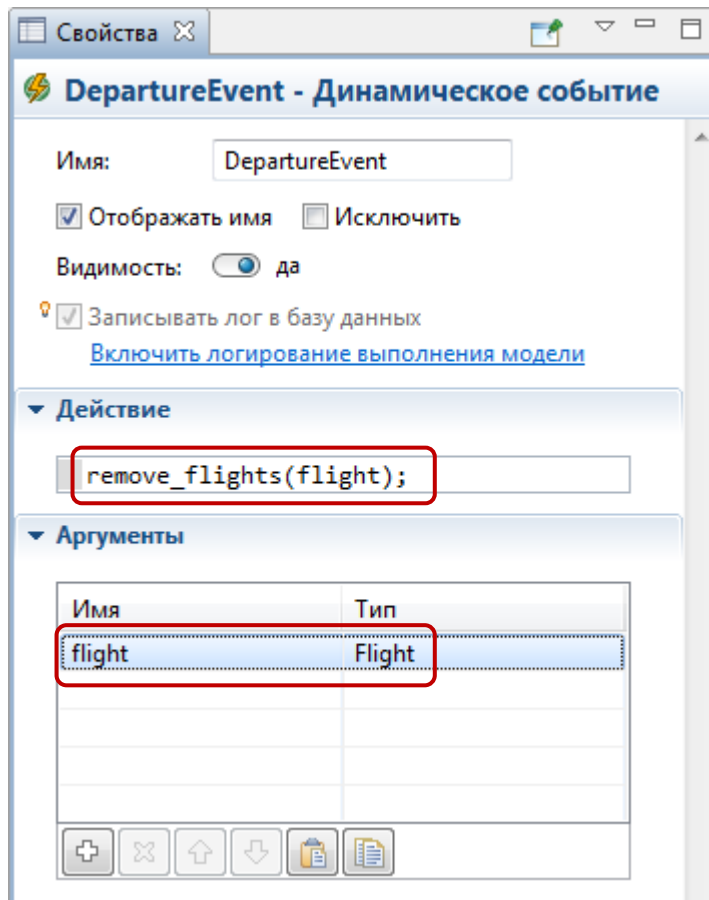 Свойства
DepartureEvent - Динамическое событие
Имя: DepartureEvent
Отображать имя Исключить
Видимость: да
Записывать лог в базу данных
Включить логирование выполнения модели
Действие
remove_flights(flight);
Аргументы
Имя Тип
flight Flight